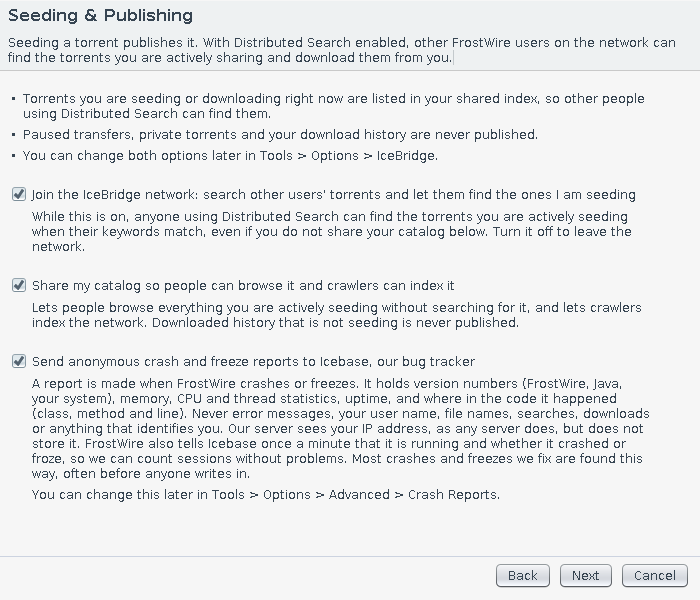 Seeding & Publishing
Seeding a torrent publishes it. With Distributed Search enabled, other FrostWire users on the network can
find the torrents you are actively sharing and download them from you.
• Torrents you are seeding or downloading right now are listed in your shared index, so other people
using Distributed Search can find them.
• Paused transfers, private torrents and your download history are never published.
• You can change both options later in Tools > Options > IceBridge.
Join the IceBridge network: search other users' torrents and let them find the ones I am seeding
While this is on, anyone using Distributed Search can find the torrents you are actively seeding
when their keywords match, even if you do not share your catalog below. Turn it off to leave the
network.
Share my catalog so people can browse it and crawlers can index it
Lets people browse everything you are actively seeding without searching for it, and lets crawlers
index the network. Downloaded history that is not seeding is never published.
Send anonymous crash and freeze reports to Icebase, our bug tracker
A report is made when FrostWire crashes or freezes. It holds version numbers (FrostWire, Java,
your system), memory, CPU and thread statistics, uptime, and where in the code it happened
(class, method and line). Never error messages, your user name, file names, searches, downloads
or anything that identifies you. Our server sees your IP address, as any server does, but does not
store it. FrostWire also tells Icebase once a minute that it is running and whether it crashed or
froze, so we can count sessions without problems. Most crashes and freezes we fix are found this
way, often before anyone writes in.
You can change this later in Tools > Options > Advanced > Crash Reports.
Back Next Cancel